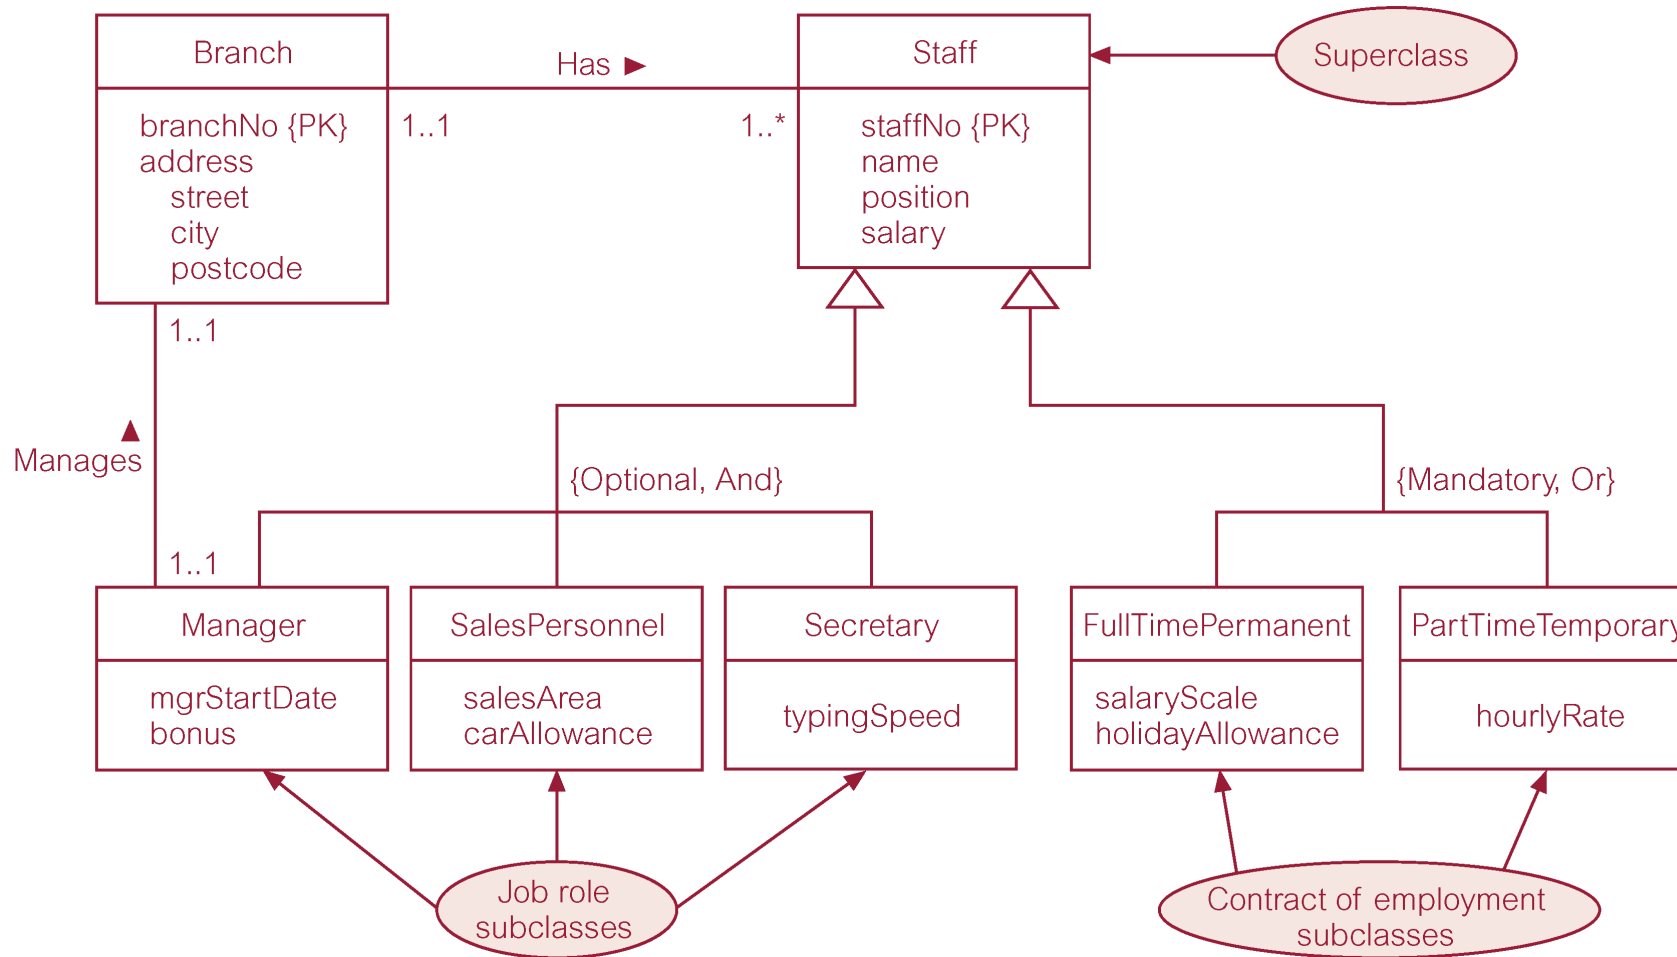 Branch
Has ►
Staff
Superclass
branchNo {PK}
address
street
city
postcode
1..1
1..*
staffNo {PK}
name
position
salary
1..1
▲
Manages
{Optional, And}
{Mandatory, Or}
1..1
Manager
mgrStartDate
bonus
SalesPersonnel
salesArea
carAllowance
Secretary
typingSpeed
FullTimePermanent
salaryScale
holidayAllowance
PartTimeTemporary
hourlyRate
Job role
subclasses
Contract of employment
subclasses